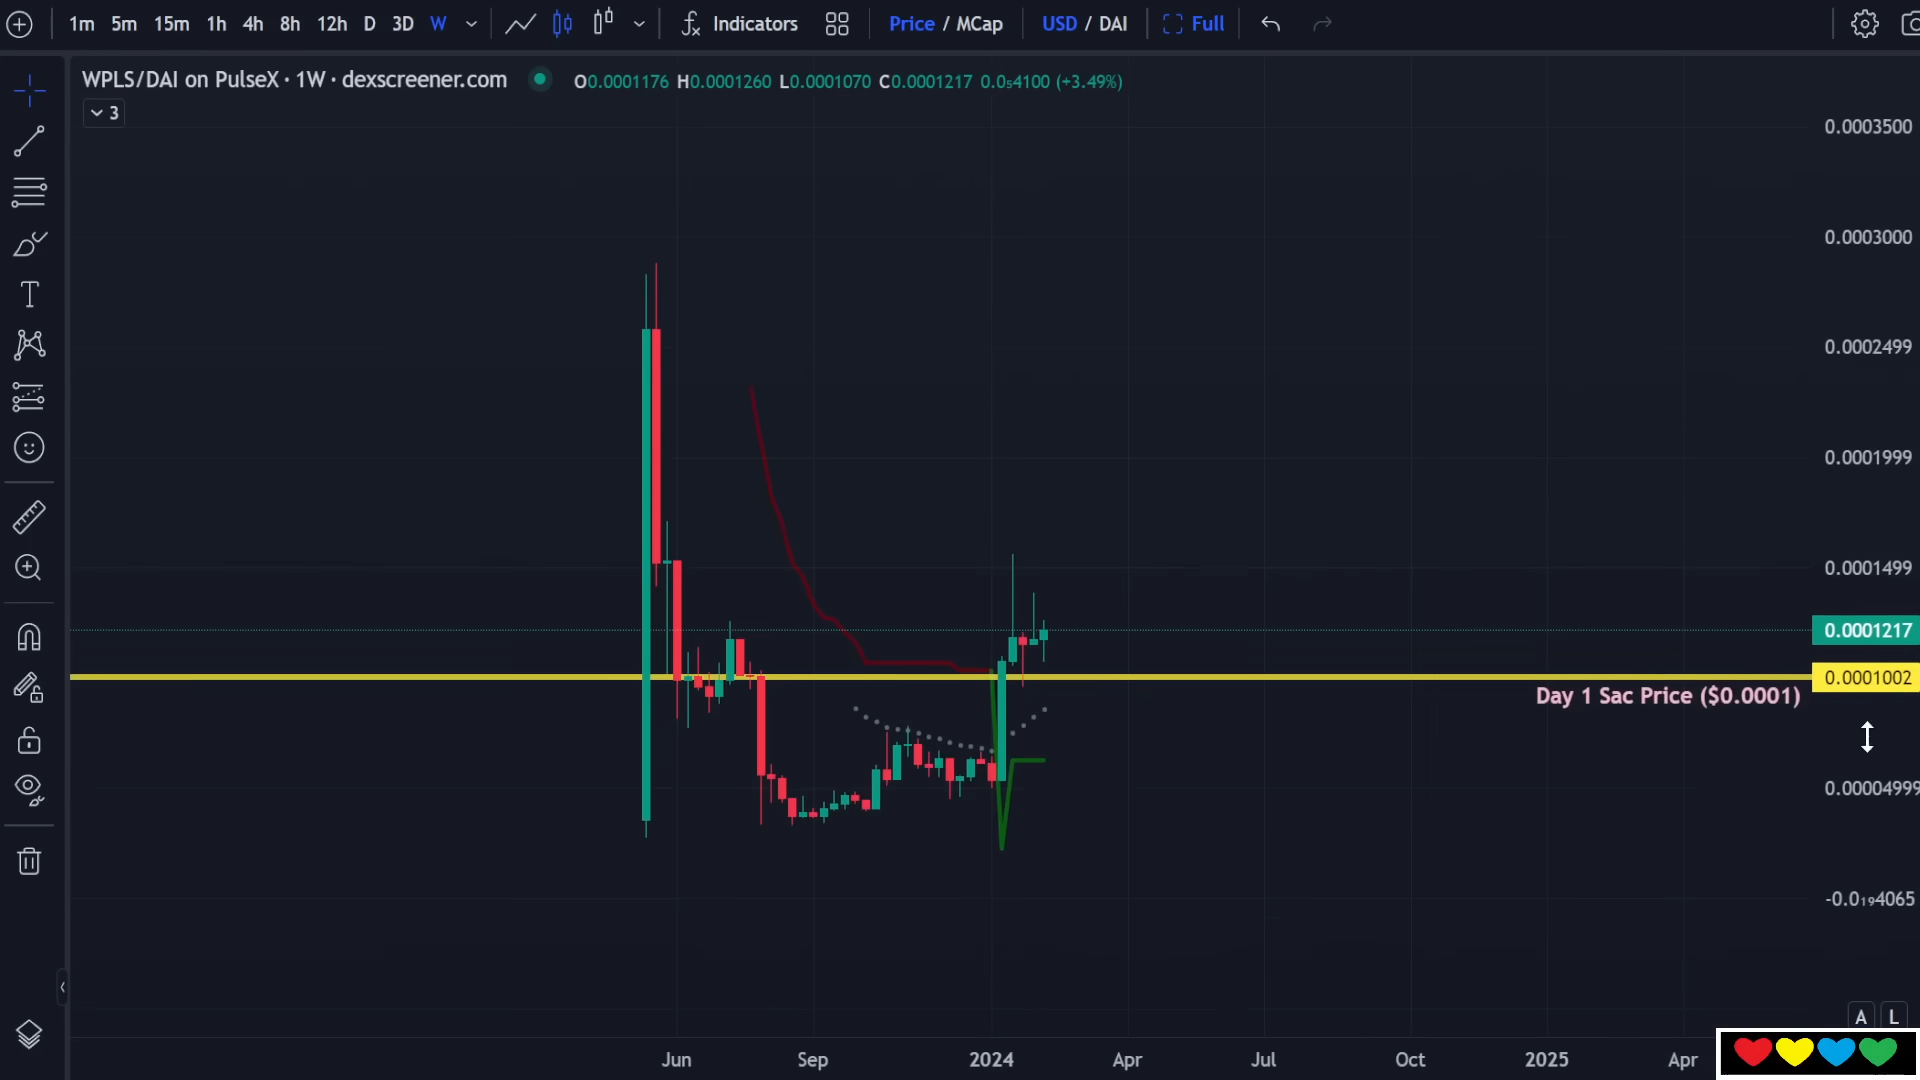 1m 5m 15m 1h 4h 8h 12h D 3D W Indicators Price / MCap USD / DAI Full
WPLS/DAI on PulseX · 1W · dexscreener.com O0.0001176 H0.0001260 L0.0001070 C0.0001217 0.0₅4100 (+3.49%)
3
0.0003500
0.0003000
0.0002499
0.0001999
0.0001499
0.0001217
0.0001002
Day 1 Sac Price ($0.0001)
0.00004999
-0.0₁₉4065
A L
Jun Sep 2024 Apr Jul Oct 2025 Apr